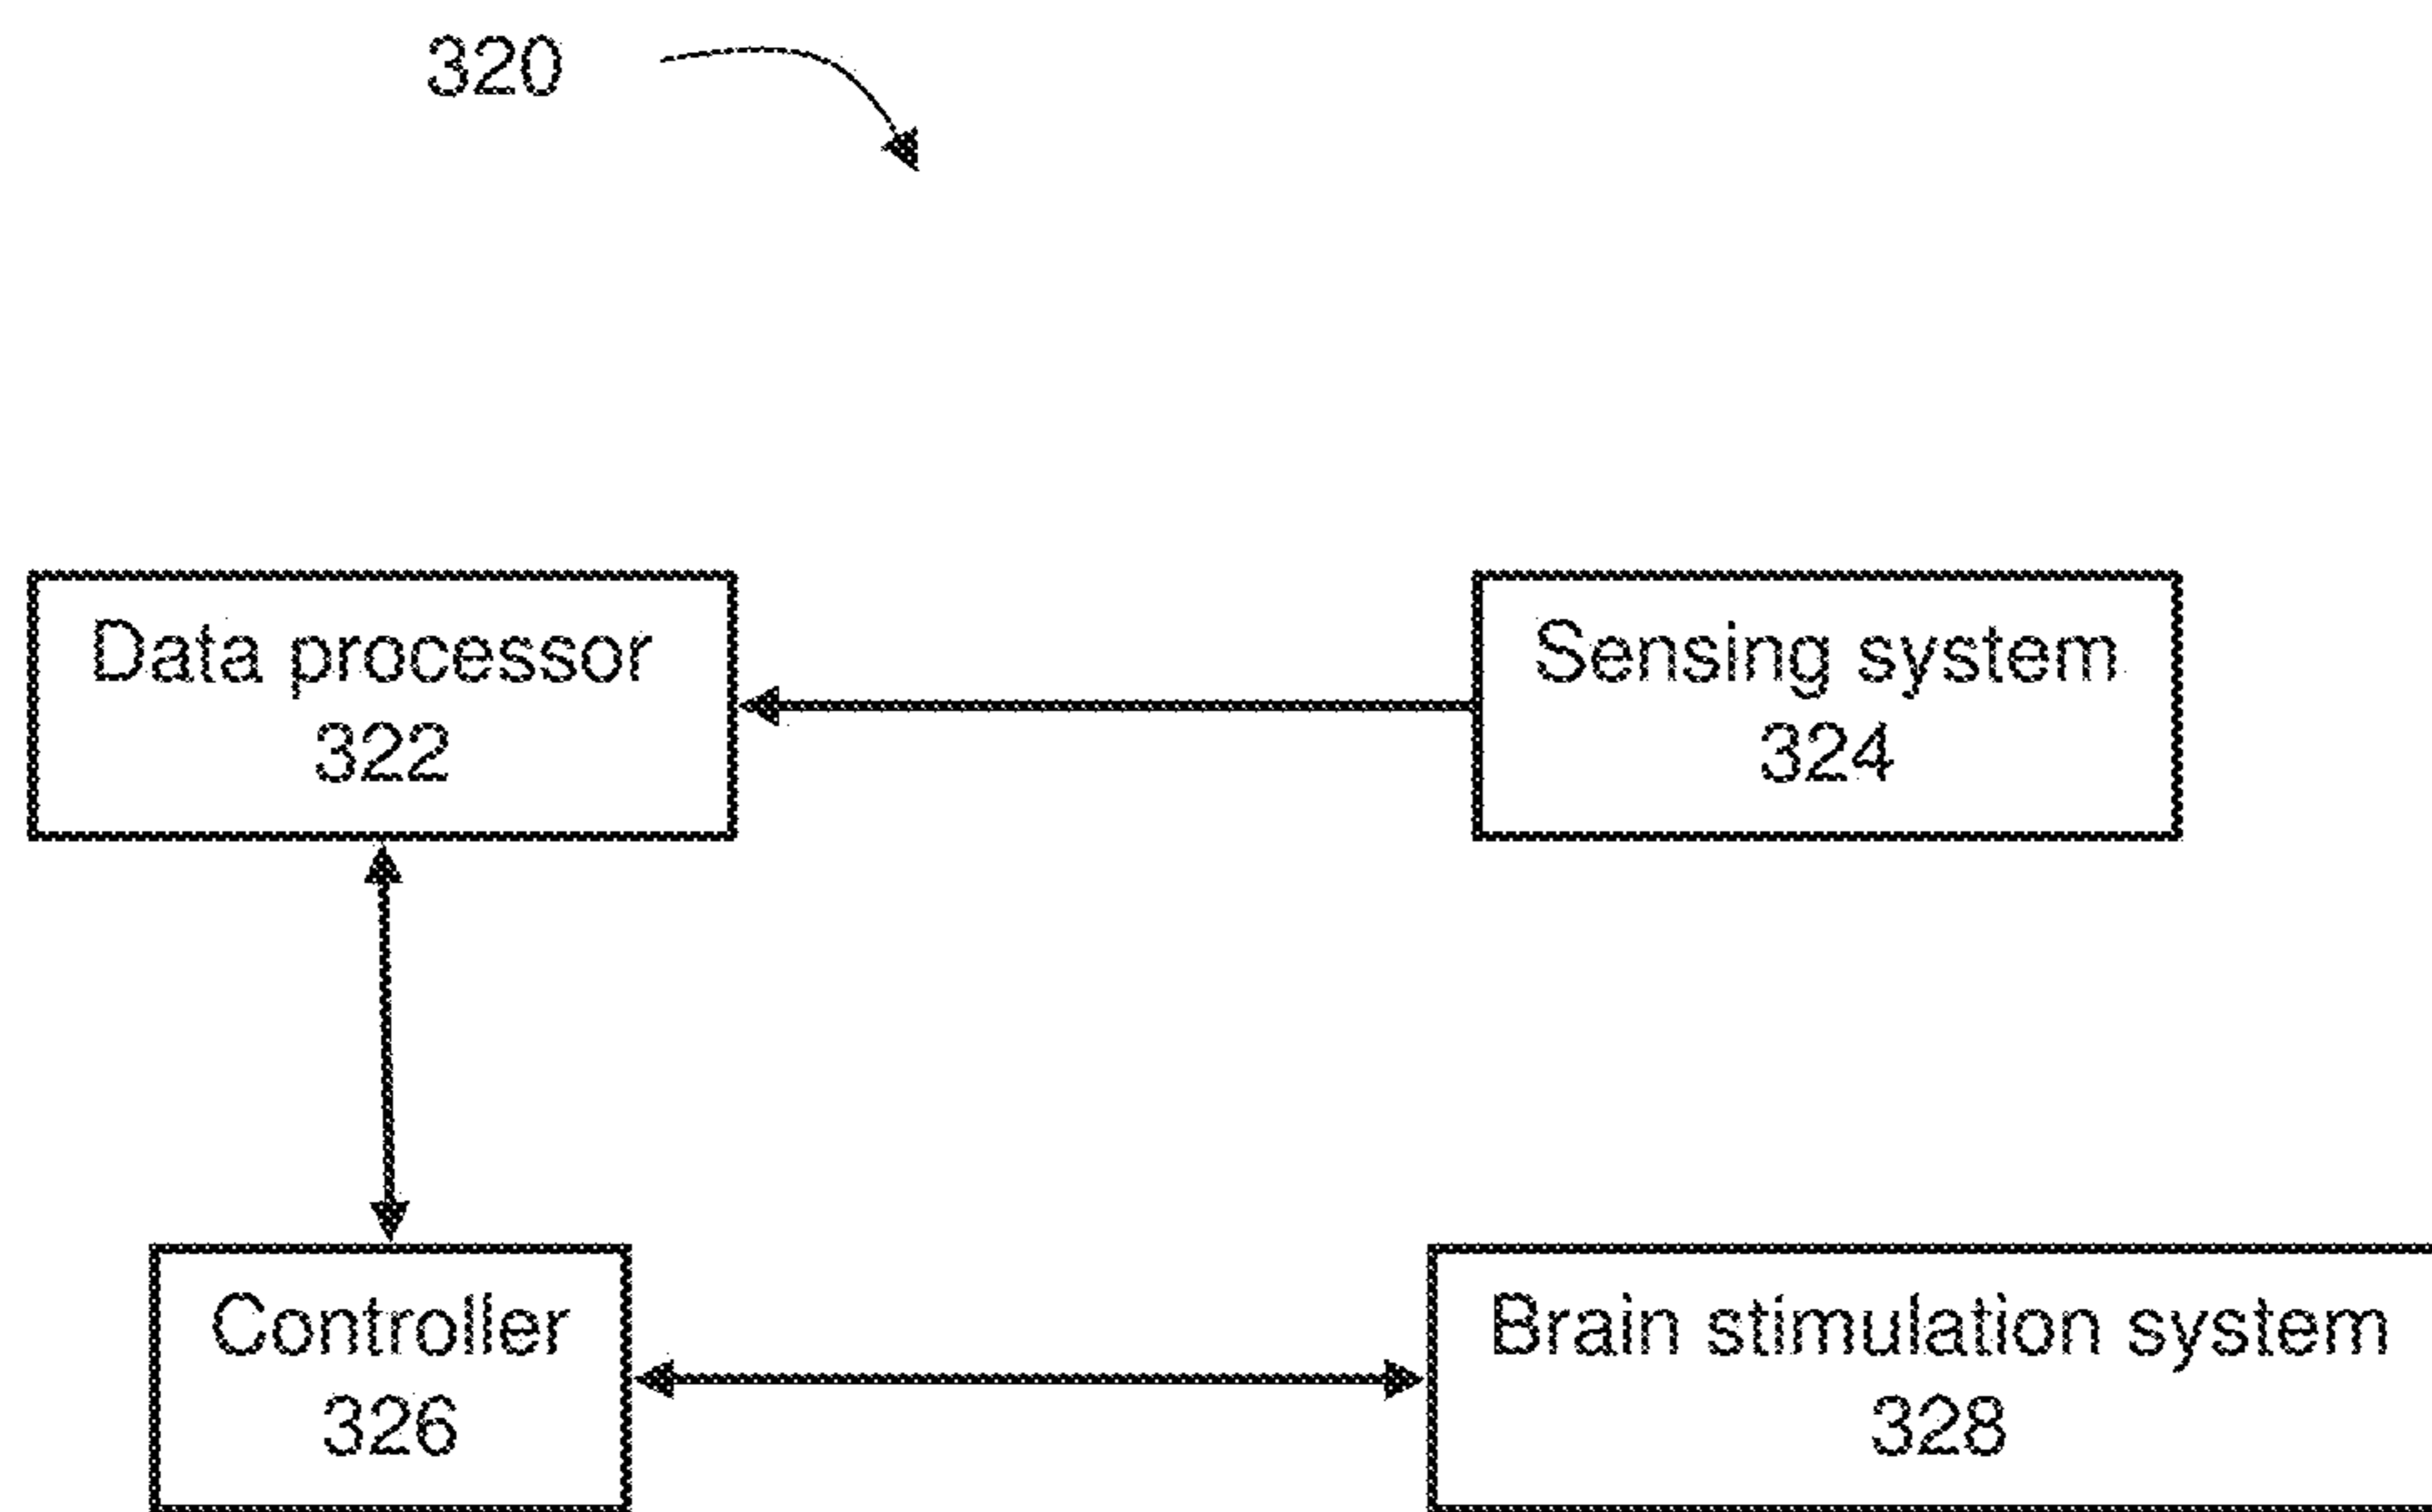 320
Data processor
322
Sensing system
324
Controller
326
Brain stimulation system
328